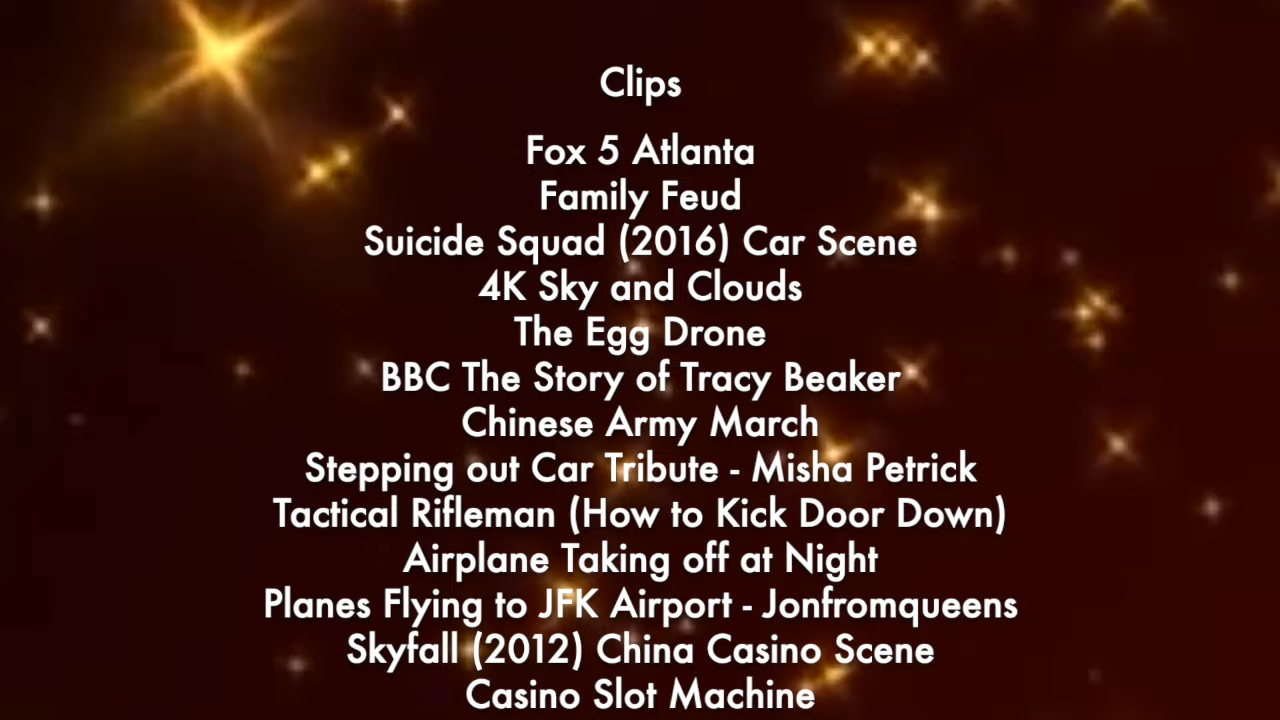 Clips
Fox 5 Atlanta
Family Feud
Suicide Squad (2016) Car Scene
4K Sky and Clouds
The Egg Drone
BBC The Story of Tracy Beaker
Chinese Army March
Stepping out Car Tribute - Misha Petrick
Tactical Rifleman (How to Kick Door Down)
Airplane Taking off at Night
Planes Flying to JFK Airport - Jonfromqueens
Skyfall (2012) China Casino Scene
Casino Slot Machine